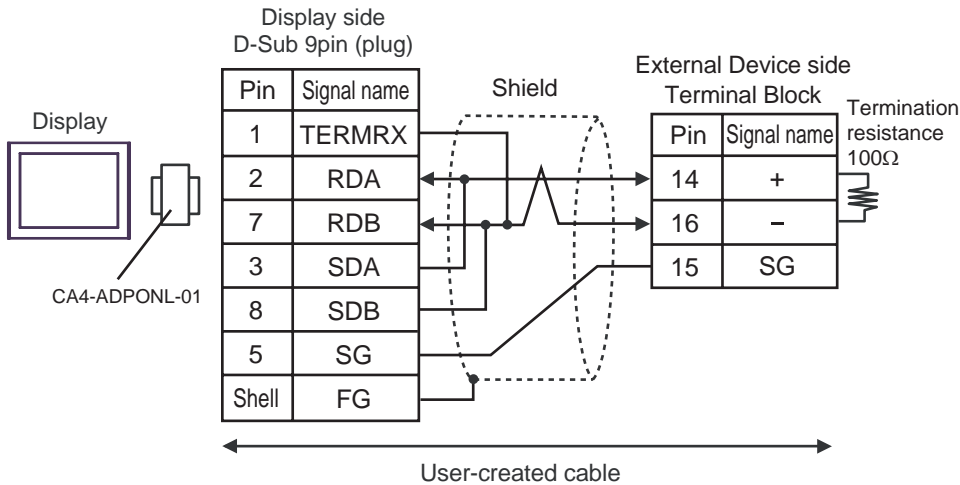 Display side
D-Sub 9pin (plug)
Pin Signal name
1 TERMRX
2 RDA
7 RDB
3 SDA
8 SDB
5 SG
Shell FG
Shield
External Device side
Terminal Block
Pin Signal name
14 +
16 −
15 SG
Termination
resistance
100Ω
Display
CA4-ADPONL-01
User-created cable